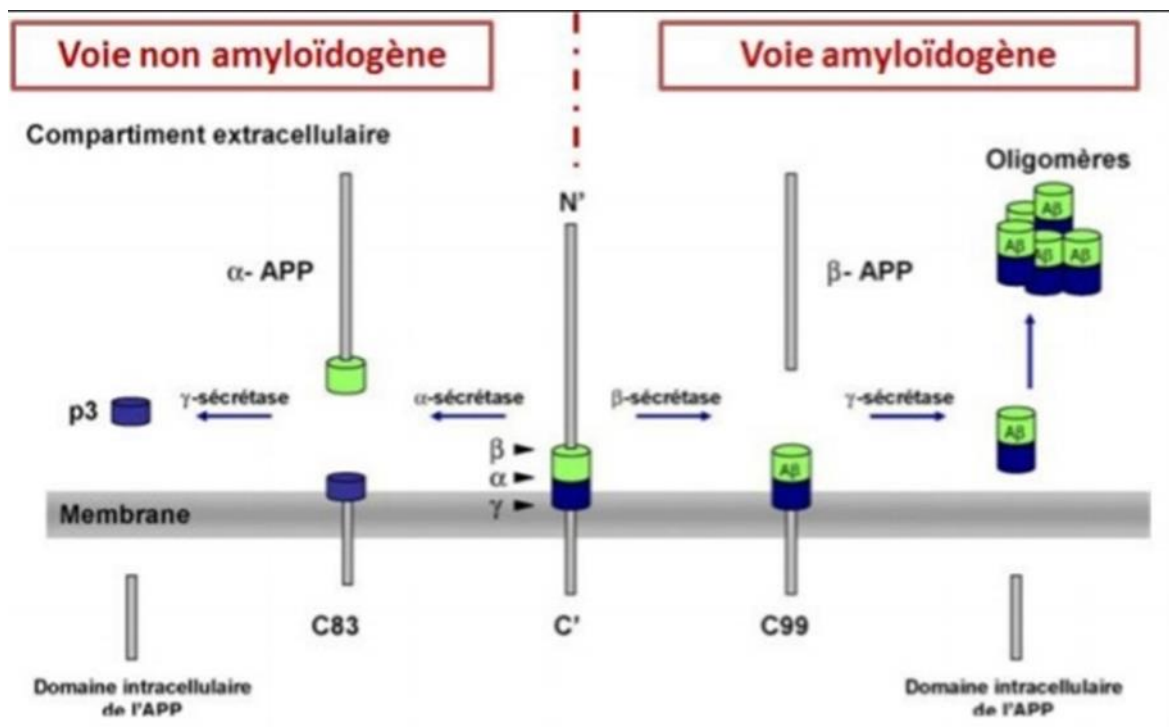 Voie non amyloïdogène
Voie amyloïdogène
Compartiment extracellulaire
Oligomères
N'
Aβ
Aβ
Aβ
Aβ
α- APP
β- APP
p3
γ-sécrétase
α-sécrétase
β-sécrétase
γ-sécrétase
β
α
γ
Aβ
Aβ
Membrane
C83
C'
C99
Domaine intracellulaire
de l'APP
Domaine intracellulaire
de l'APP